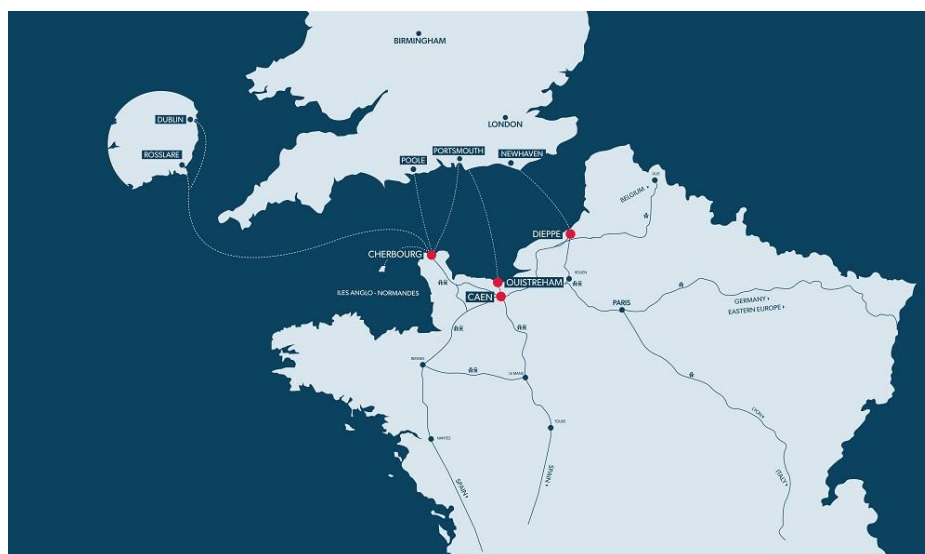 BIRMINGHAM
DUBLIN
LONDON
ROSSLARE
PORTSMOUTH
POOLE
NEWHAVEN
BELGIUM
DIEPPE
CHERBOURG
ROUEN
OUISTREHAM
ILES ANGLO - NORMANDES
CAEN
PARIS
GERMANY
EASTERN EUROPE
RENNES
LE MANS
LYON
TOURS
NANTES
SPAIN
SPAIN
ITALY